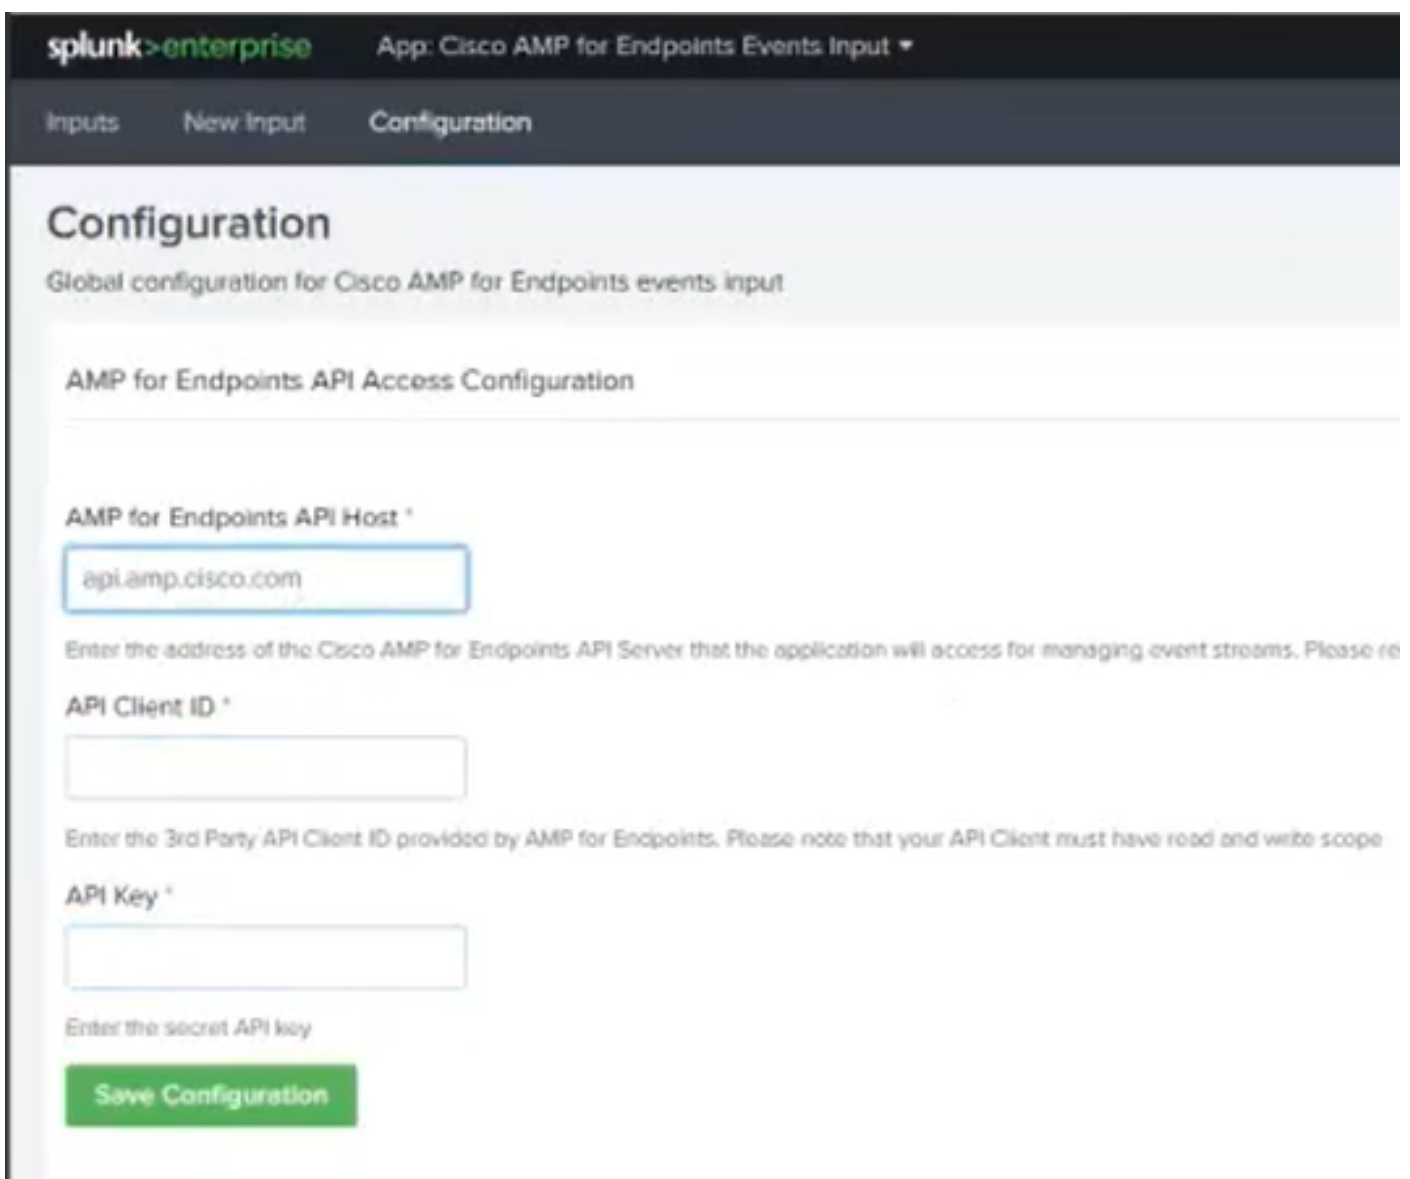 splunk>enterprise App: Cisco AMP for Endpoints Events Input
Inputs New Input Configuration
Configuration
Global configuration for Cisco AMP for Endpoints events input
AMP for Endpoints API Access Configuration
AMP for Endpoints API Host *
api.amp.cisco.com
Enter the address of the Cisco AMP for Endpoints API Server that the application will access for managing event streams. Please re
API Client ID *
Enter the 3rd Party API Client ID provided by AMP for Endpoints. Please note that your API Client must have read and write scope
API Key *
Enter the secret API key
Save Configuration